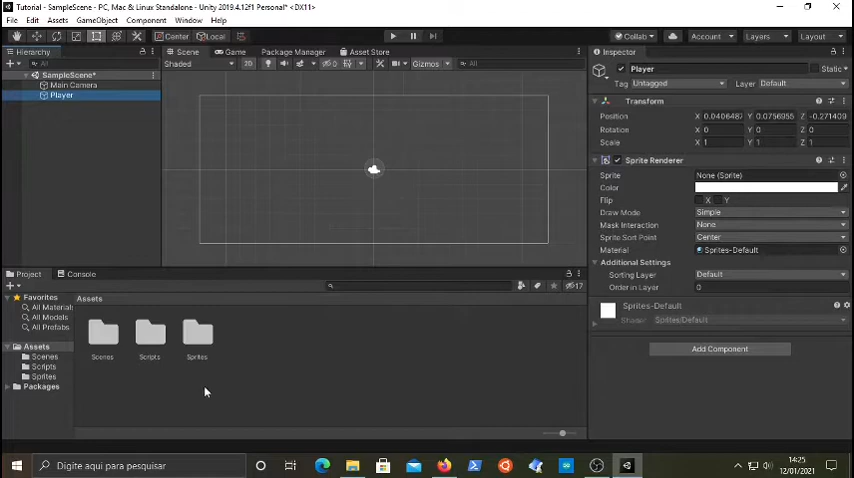 Tutorial - SampleScene - PC, Mac & Linux Standalone - Unity 2019.4.12f1 Personal* <DX11>
File Edit Assets GameObject Component Window Help
Center Local Collab Account Layers Layout
Hierarchy Scene Game Package Manager Asset Store Inspector
All Shaded 2D 0 Gizmos All Player Static
SampleScene* Tag Untagged Layer Default
Main Camera
Player
Transform
Position X 0.0406487 Y 0.0756955 Z -0.271409
Rotation X 0 Y 0 Z 0
Scale X 1 Y 1 Z 1
Sprite Renderer
Sprite None (Sprite)
Color
Flip X Y
Draw Mode Simple
Mask Interaction None
Sprite Sort Point Center
Material Sprites-Default
Additional Settings
Sorting Layer Default
Order in Layer 0
Sprites-Default
Shader Sprites/Default
Add Component
Project Console
17
Favorites
All Materials
All Models
All Prefabs
Assets
Scenes
Scripts
Sprites
Packages
Assets
Scenes Scripts Sprites
Digite aqui para pesquisar
14:25
12/01/2021